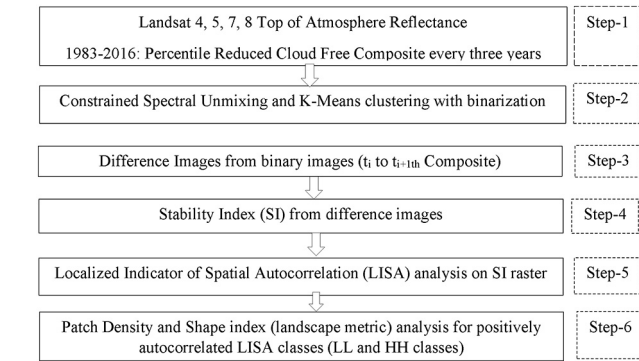 Landsat 4, 5, 7, 8 Top of Atmosphere Reflectance
1983-2016: Percentile Reduced Cloud Free Composite every three years
Step-1
Constrained Spectral Unmixing and K-Means clustering with binarization
Step-2
Difference Images from binary images (ti to ti+1th Composite)
Step-3
Stability Index (SI) from difference images
Step-4
Localized Indicator of Spatial Autocorrelation (LISA) analysis on SI raster
Step-5
Patch Density and Shape index (landscape metric) analysis for positively
autocorrelated LISA classes (LL and HH classes)
Step-6